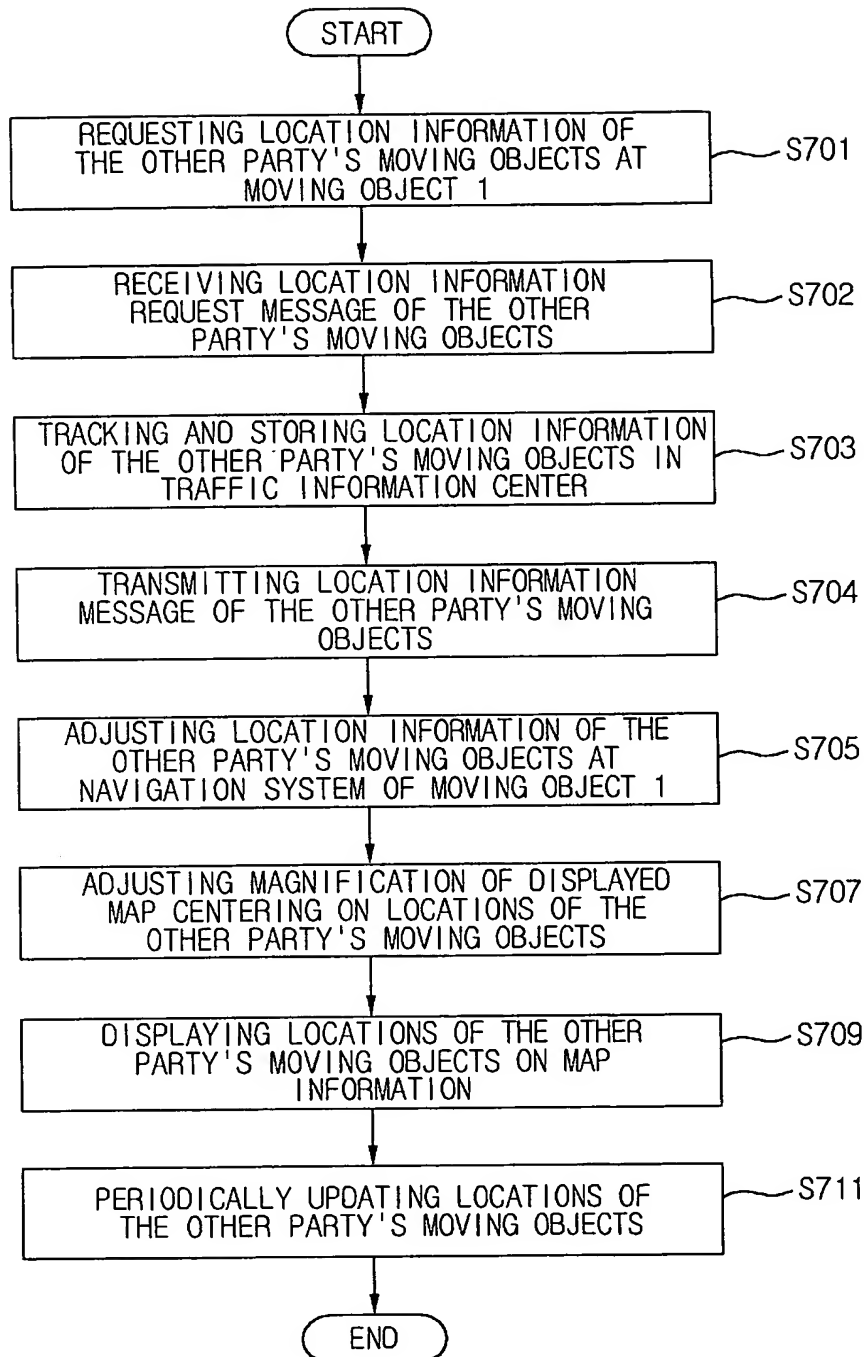 START
REQUESTING LOCATION INFORMATION OF
THE OTHER PARTY'S MOVING OBJECTS AT
MOVING OBJECT 1
S701
RECEIVING LOCATION INFORMATION
REQUEST MESSAGE OF THE OTHER
PARTY'S MOVING OBJECTS
S702
TRACKING AND STORING LOCATION INFORMATION
OF THE OTHER PARTY'S MOVING OBJECTS IN
TRAFFIC INFORMATION CENTER
S703
TRANSMITTING LOCATION INFORMATION
MESSAGE OF THE OTHER PARTY'S MOVING
OBJECTS
S704
ADJUSTING LOCATION INFORMATION OF THE
OTHER PARTY'S MOVING OBJECTS AT
NAVIGATION SYSTEM OF MOVING OBJECT 1
S705
ADJUSTING MAGNIFICATION OF DISPLAYED
MAP CENTERING ON LOCATIONS OF THE
OTHER PARTY'S MOVING OBJECTS
S707
DISPLAYING LOCATIONS OF THE OTHER
PARTY'S MOVING OBJECTS ON MAP
INFORMATION
S709
PERIODICALLY UPDATING LOCATIONS OF
THE OTHER PARTY'S MOVING OBJECTS
S711
END